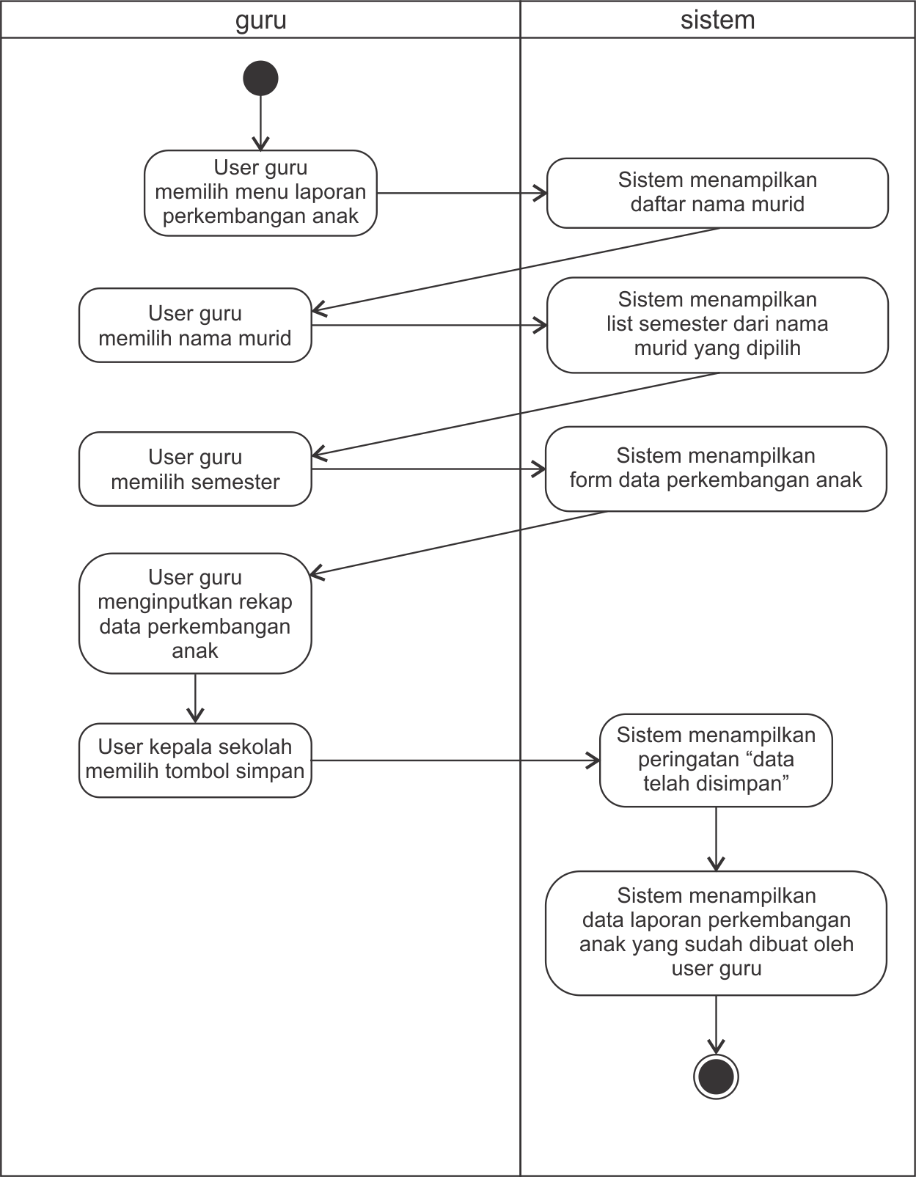 guru
sistem
User guru
memilih menu laporan
perkembangan anak
Sistem menampilkan
daftar nama murid
User guru
memilih nama murid
Sistem menampilkan
list semester dari nama
murid yang dipilih
User guru
memilih semester
Sistem menampilkan
form data perkembangan anak
User guru
menginputkan rekap
data perkembangan
anak
User kepala sekolah
memilih tombol simpan
Sistem menampilkan
peringatan “data
telah disimpan”
Sistem menampilkan
data laporan perkembangan
anak yang sudah dibuat oleh
user guru